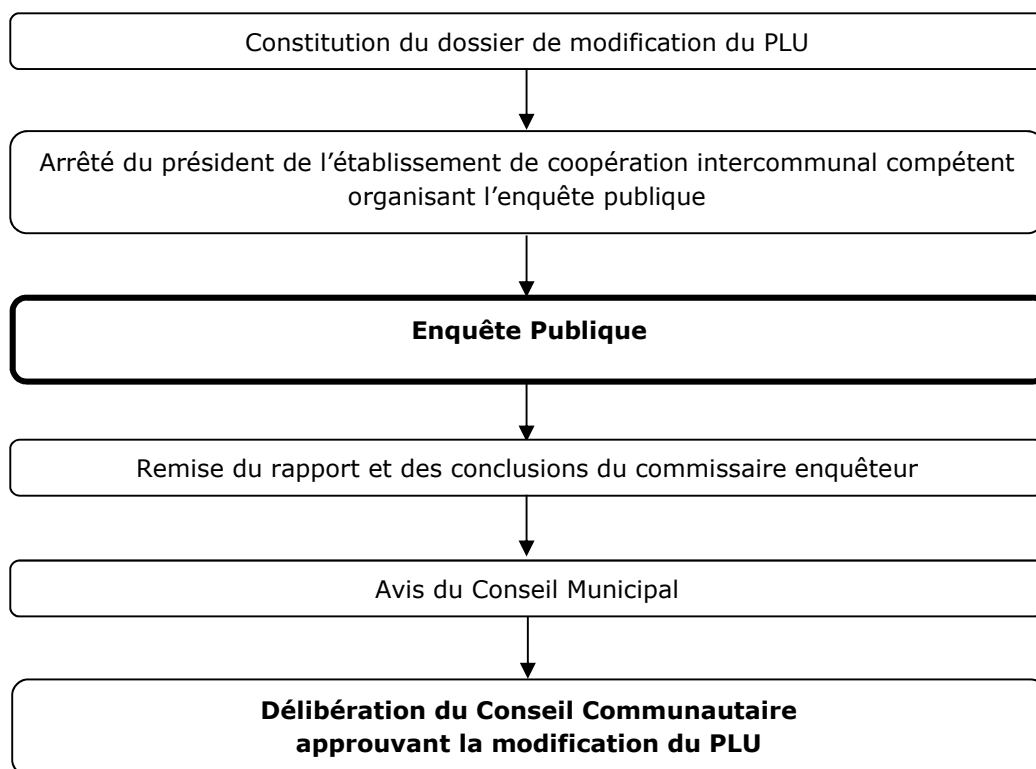 Constitution du dossier de modification du PLU
Arrêté du président de l’établissement de coopération intercommunal compétent
organisant l’enquête publique
Enquête Publique
Remise du rapport et des conclusions du commissaire enquêteur
Avis du Conseil Municipal
Délibération du Conseil Communautaire
approuvant la modification du PLU